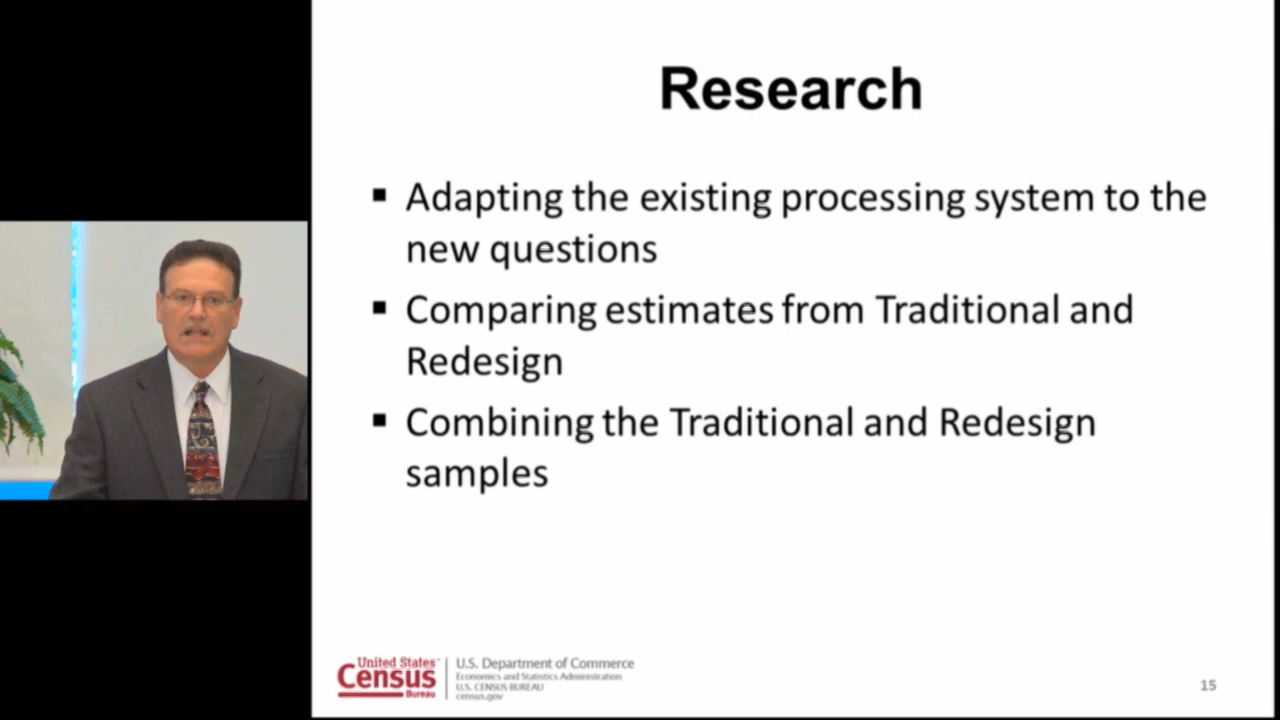 Research
▪ Adapting the existing processing system to the
new questions
▪ Comparing estimates from Traditional and
Redesign
▪ Combining the Traditional and Redesign
samples
United States™
Census
Bureau
U.S. Department of Commerce
Economics and Statistics Administration
U.S. CENSUS BUREAU
census.gov
15